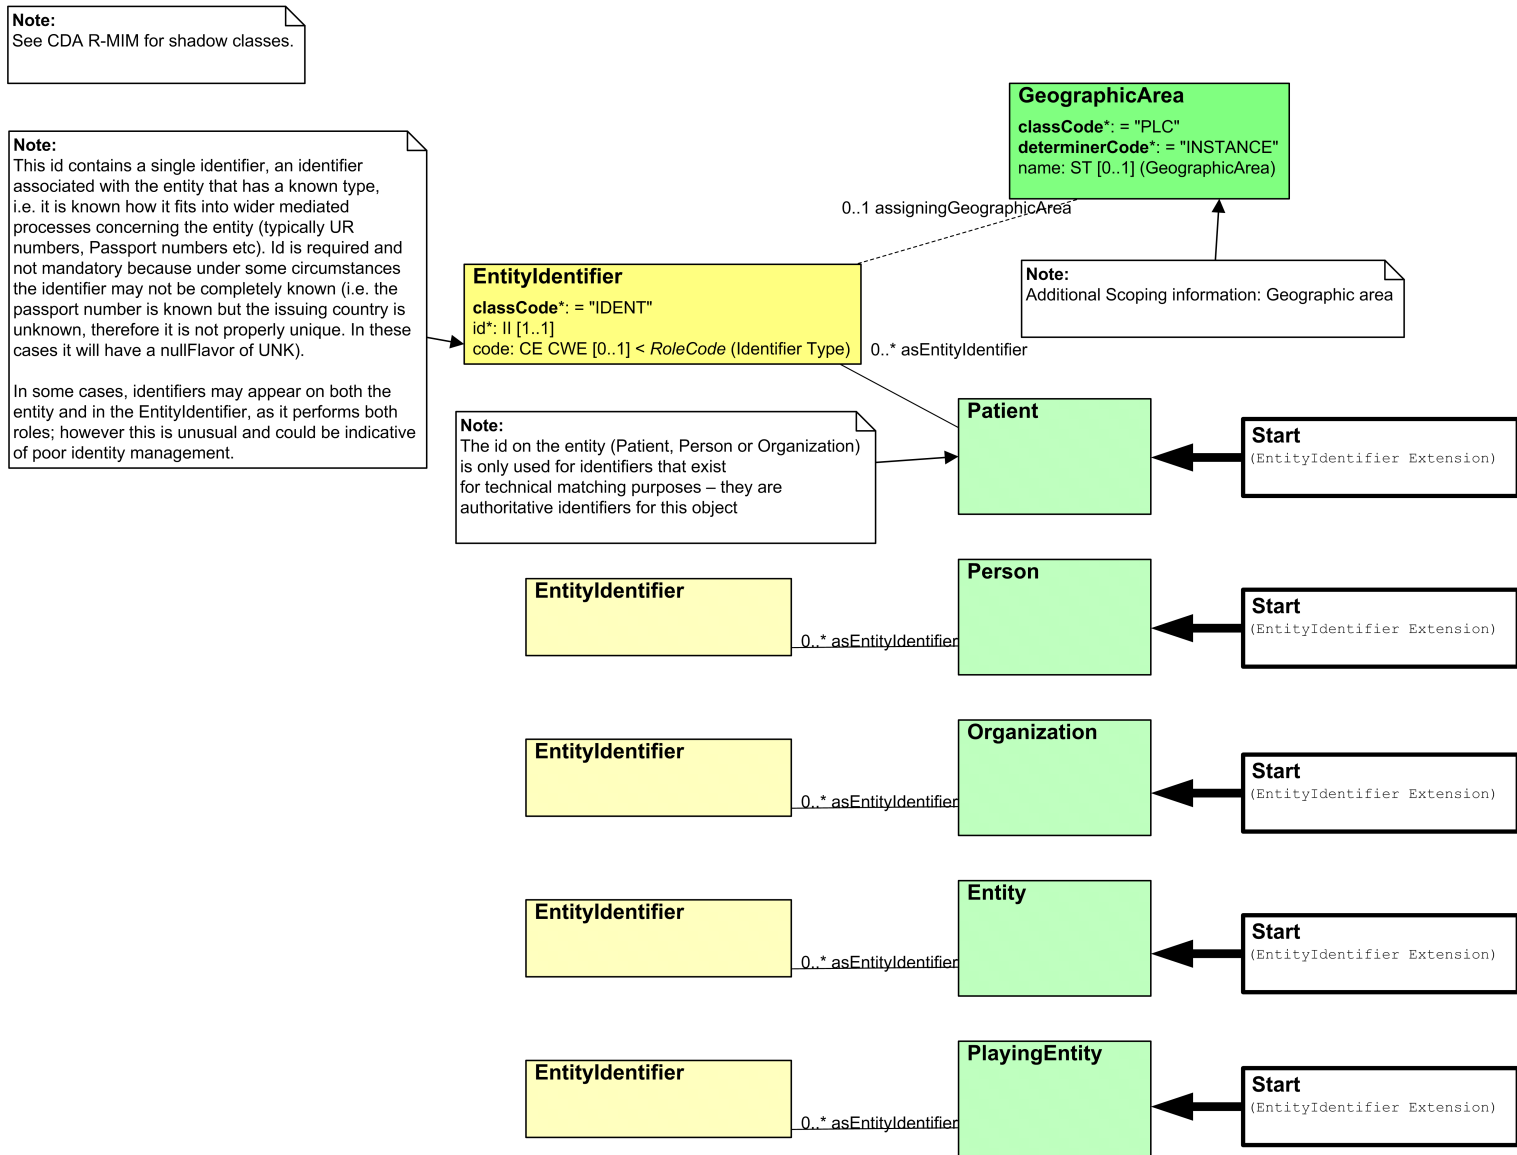 Note:
See CDA R-MIM for shadow classes.
GeographicArea
classCode*: = "PLC"
determinerCode*: = "INSTANCE"
name: ST [0..1] (GeographicArea)
Note:
This id contains a single identifier, an identifier
associated with the entity that has a known type,
i.e. it is known how it fits into wider mediated
processes concerning the entity (typically UR
numbers, Passport numbers etc). Id is required and
not mandatory because under some circumstances
the identifier may not be completely known (i.e. the
passport number is known but the issuing country is
unknown, therefore it is not properly unique. In these
cases it will have a nullFlavor of UNK).
In some cases, identifiers may appear on both the
entity and in the EntityIdentifier, as it performs both
roles; however this is unusual and could be indicative
of poor identity management.
0..1 assigningGeographicArea
EntityIdentifier
classCode*: = "IDENT"
id*: II [1..1]
code: CE CWE [0..1] < RoleCode (Identifier Type)
Note:
Additional Scoping information: Geographic area
0..* asEntityIdentifier
Note:
The id on the entity (Patient, Person or Organization)
is only used for identifiers that exist
for technical matching purposes – they are
authoritative identifiers for this object
Patient
Start
(EntityIdentifier Extension)
EntityIdentifier
0..* asEntityIdentifier
Person
Start
(EntityIdentifier Extension)
EntityIdentifier
0..* asEntityIdentifier
Organization
Start
(EntityIdentifier Extension)
EntityIdentifier
0..* asEntityIdentifier
Entity
Start
(EntityIdentifier Extension)
EntityIdentifier
0..* asEntityIdentifier
PlayingEntity
Start
(EntityIdentifier Extension)